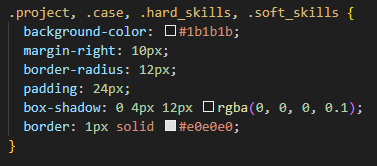 .project, .case, .hard_skills, .soft_skills {
background-color: #1b1b1b;
margin-right: 10px;
border-radius: 12px;
padding: 24px;
box-shadow: 0 4px 12px rgba(0, 0, 0, 0.1);
border: 1px solid #e0e0e0;
}